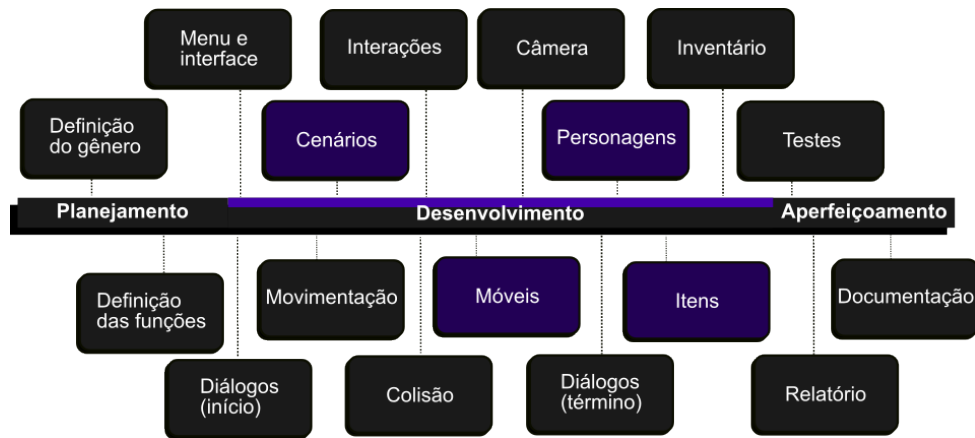 Menu e
interface
Interações
Câmera
Inventário
Definição
do gênero
Cenários
Personagens
Testes
Planejamento
Desenvolvimento
Aperfeiçoamento
Definição
das funções
Movimentação
Móveis
Itens
Documentação
Diálogos
(início)
Colisão
Diálogos
(término)
Relatório